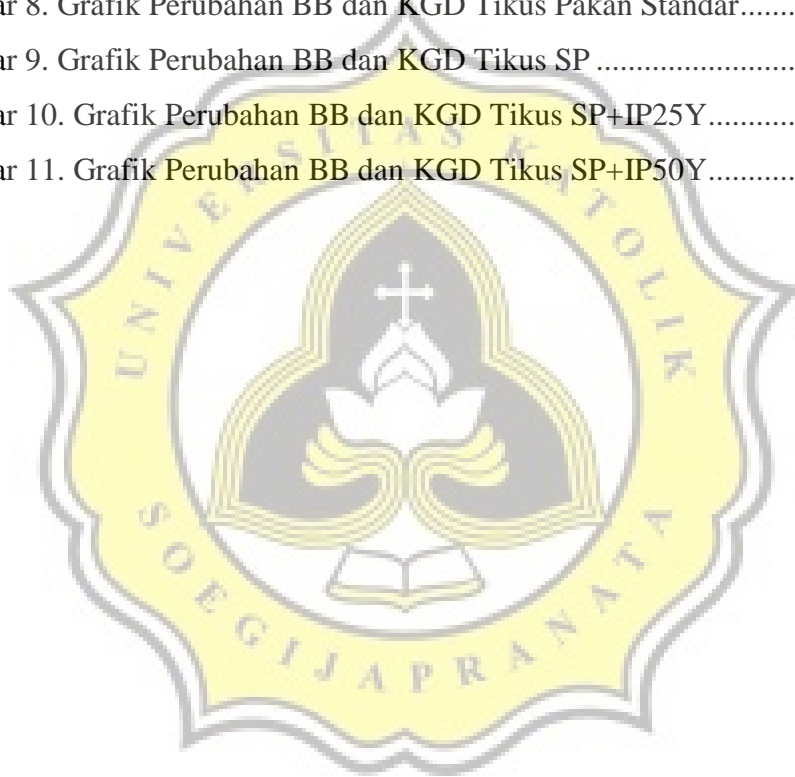 ar 8. Grafik Perubahan BB dan KGD Tikus Pakan Standar.......
ar 9. Grafik Perubahan BB dan KGD Tikus SP .........................
ar 10. Grafik Perubahan BB dan KGD Tikus SP+IP25Y............
ar 11. Grafik Perubahan BB dan KGD Tikus SP+IP50Y............
UNIVERSITAS KATOLIK
SOEGIJAPRANATA